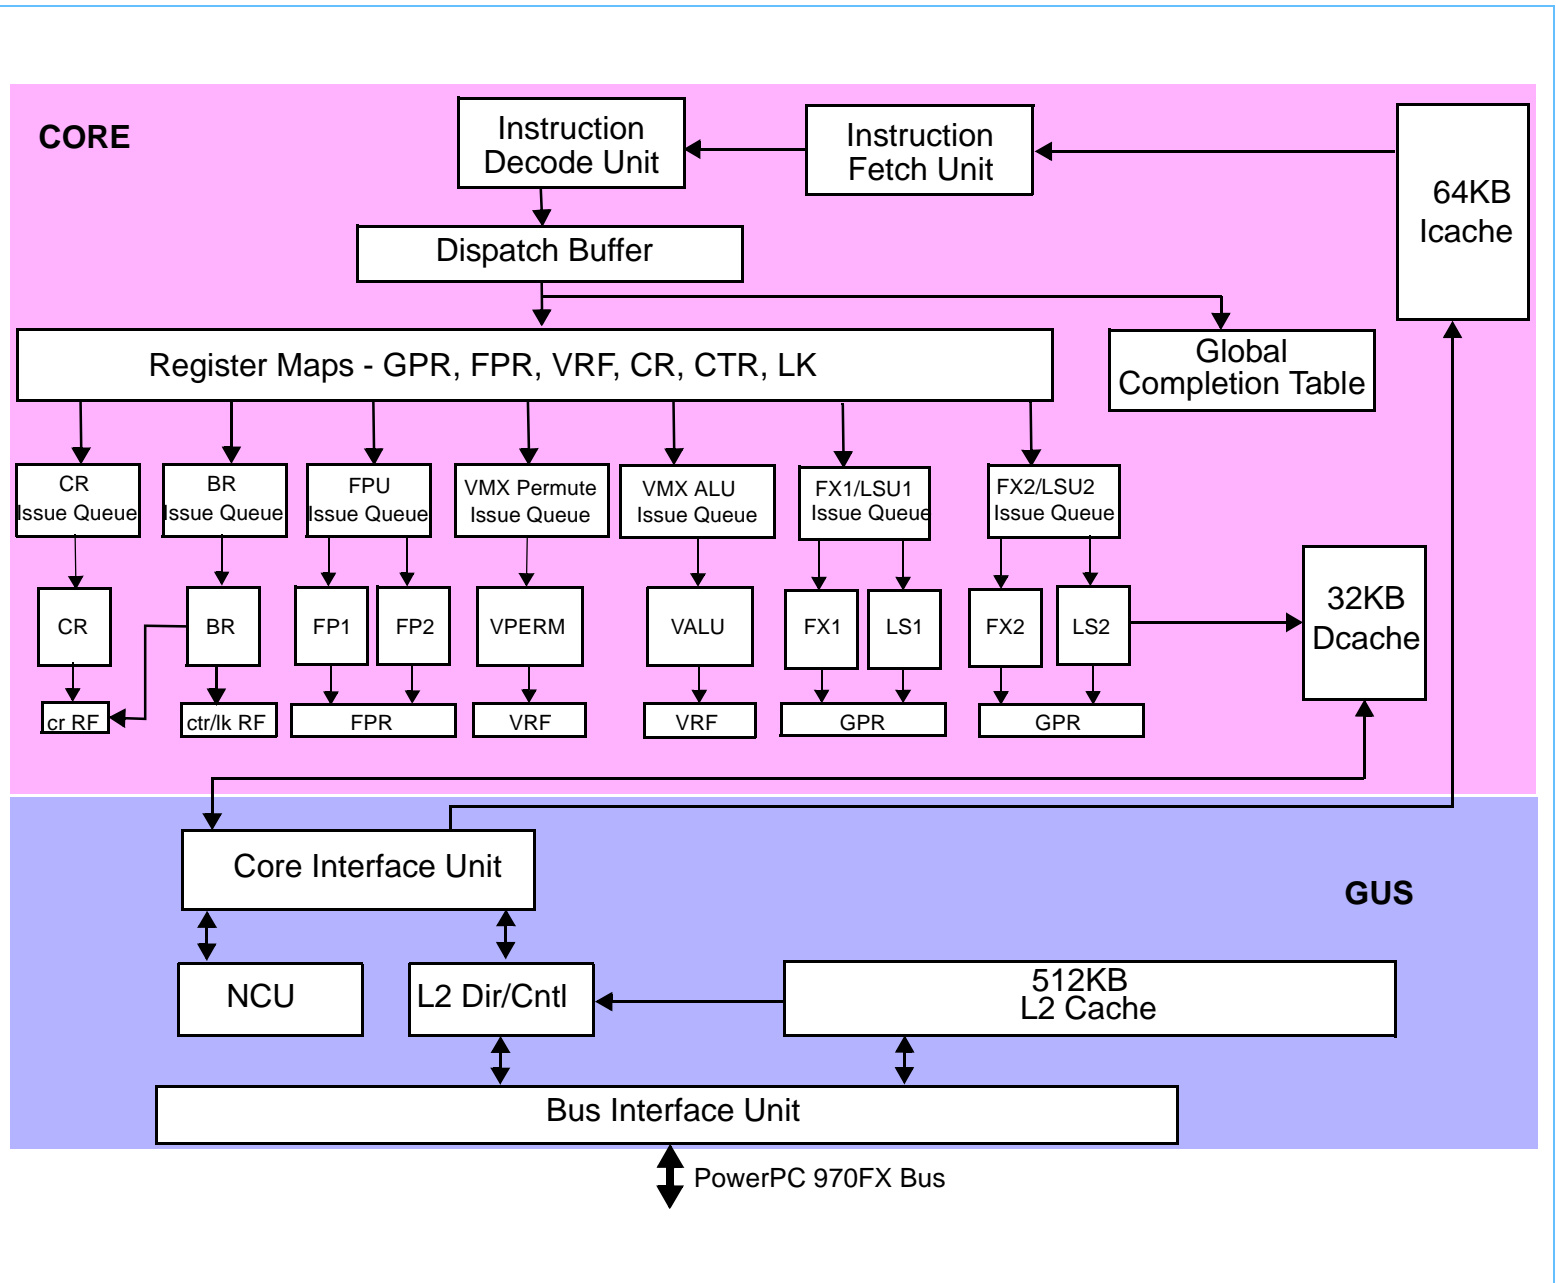 CORE
Instruction
Decode Unit
Instruction
Fetch Unit
64KB
Icache
Dispatch Buffer
Register Maps - GPR, FPR, VRF, CR, CTR, LK
Global
Completion Table
CR
Issue Queue
BR
Issue Queue
FPU
Issue Queue
VMX Permute
Issue Queue
VMX ALU
Issue Queue
FX1/LSU1
Issue Queue
FX2/LSU2
Issue Queue
32KB
Dcache
CR
BR
FP1
FP2
VPERM
VALU
FX1
LS1
FX2
LS2
cr RF
ctr/lk RF
FPR
VRF
VRF
GPR
GPR
Core Interface Unit
GUS
NCU
L2 Dir/Cntl
512KB
L2 Cache
Bus Interface Unit
PowerPC 970FX Bus